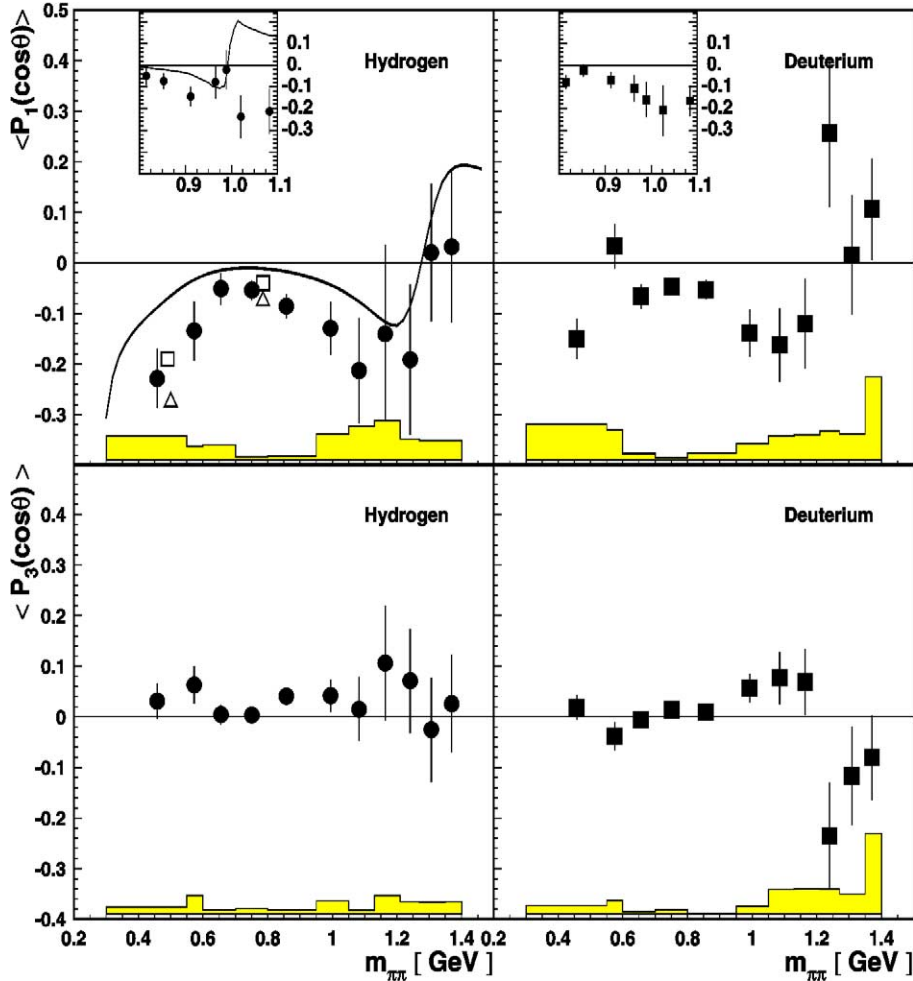 <P₁(cosθ)>
0.5
0.4
0.3
0.2
0.1
0
-0.1
-0.2
-0.3
Hydrogen
0.1
0.
-0.1
-0.2
-0.3
0.9 1.0 1.1
Deuterium
0.1
0.
-0.1
-0.2
-0.3
0.9 1.0 1.1
< P₃(cosθ) >
0.4
0.3
0.2
0.1
0
-0.1
-0.2
-0.3
-0.4
Hydrogen
Deuterium
0.2 0.4 0.6 0.8 1 1.2 1.4
0.4 0.6 0.8 1 1.2 1.4
mππ [ GeV ]
mππ [ GeV ]